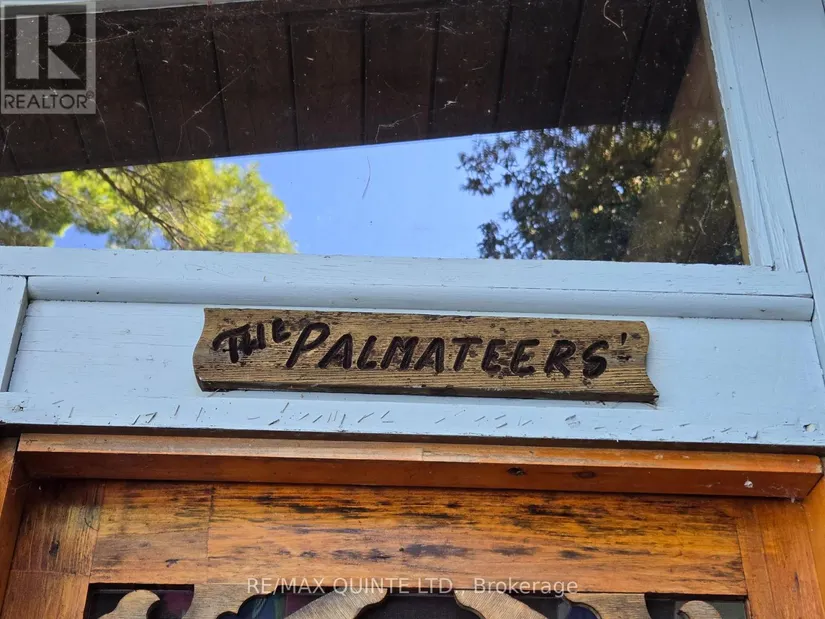 R
REALTOR®
THE PALMATEERS'
RE/MAX QUINTE LTD., Brokerage